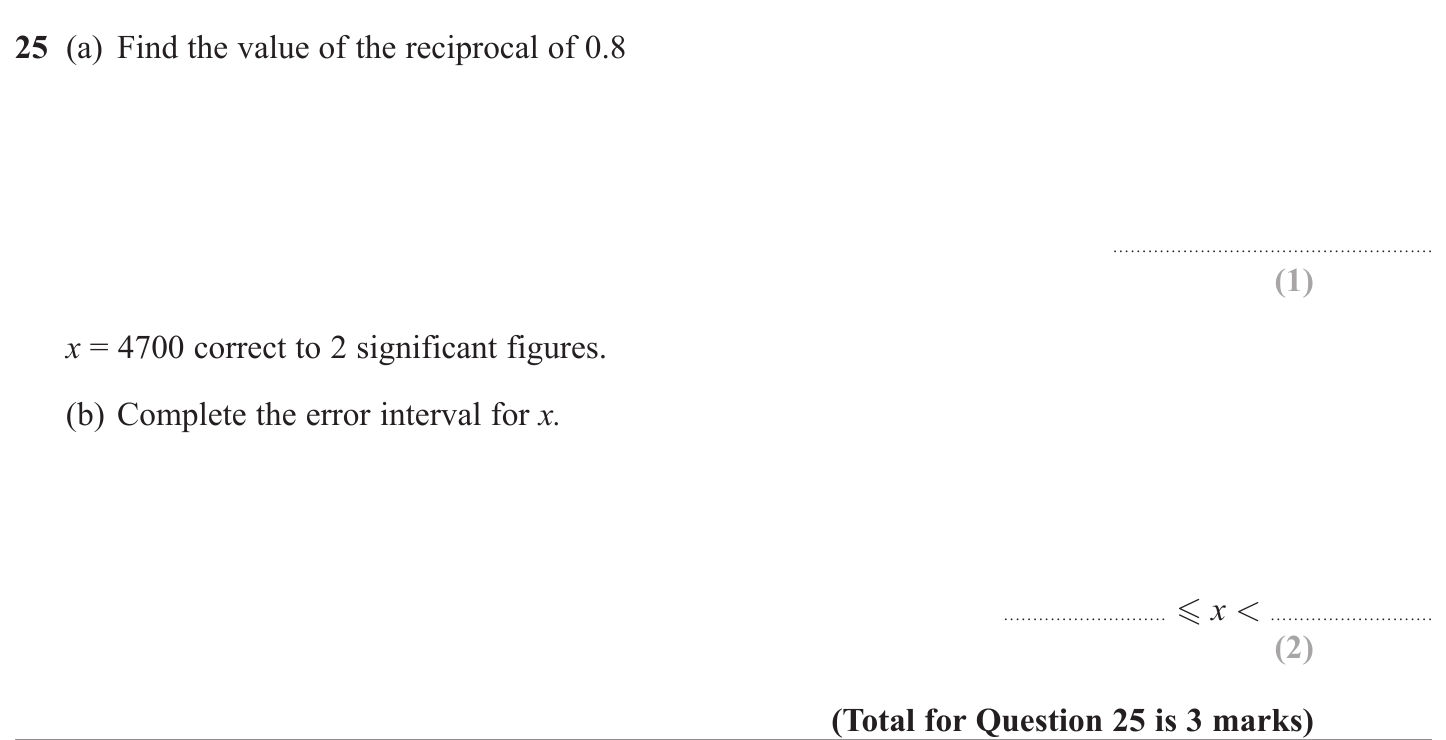 25 (a) Find the value of the reciprocal of 0.8
(1)
x = 4700 correct to 2 significant figures.
(b) Complete the error interval for x.
.............................. ⩽ x < ..............................
(2)
(Total for Question 25 is 3 marks)